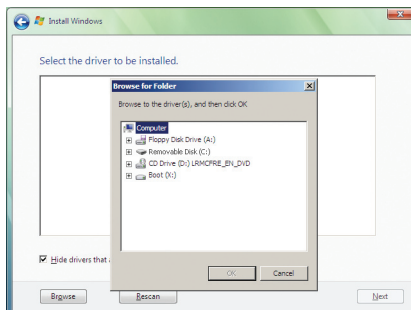 Install Windows
Select the driver to be installed.
Browse for Folder
Browse to the driver(s), and then click OK
Computer
Floppy Disk Drive (A:)
Removable Disk (C:)
CD Drive (D:) LRMCFRE_EN_DVD
Boot (X:)
Hide drivers that
OK
Cancel
Browse
Rescan
Next